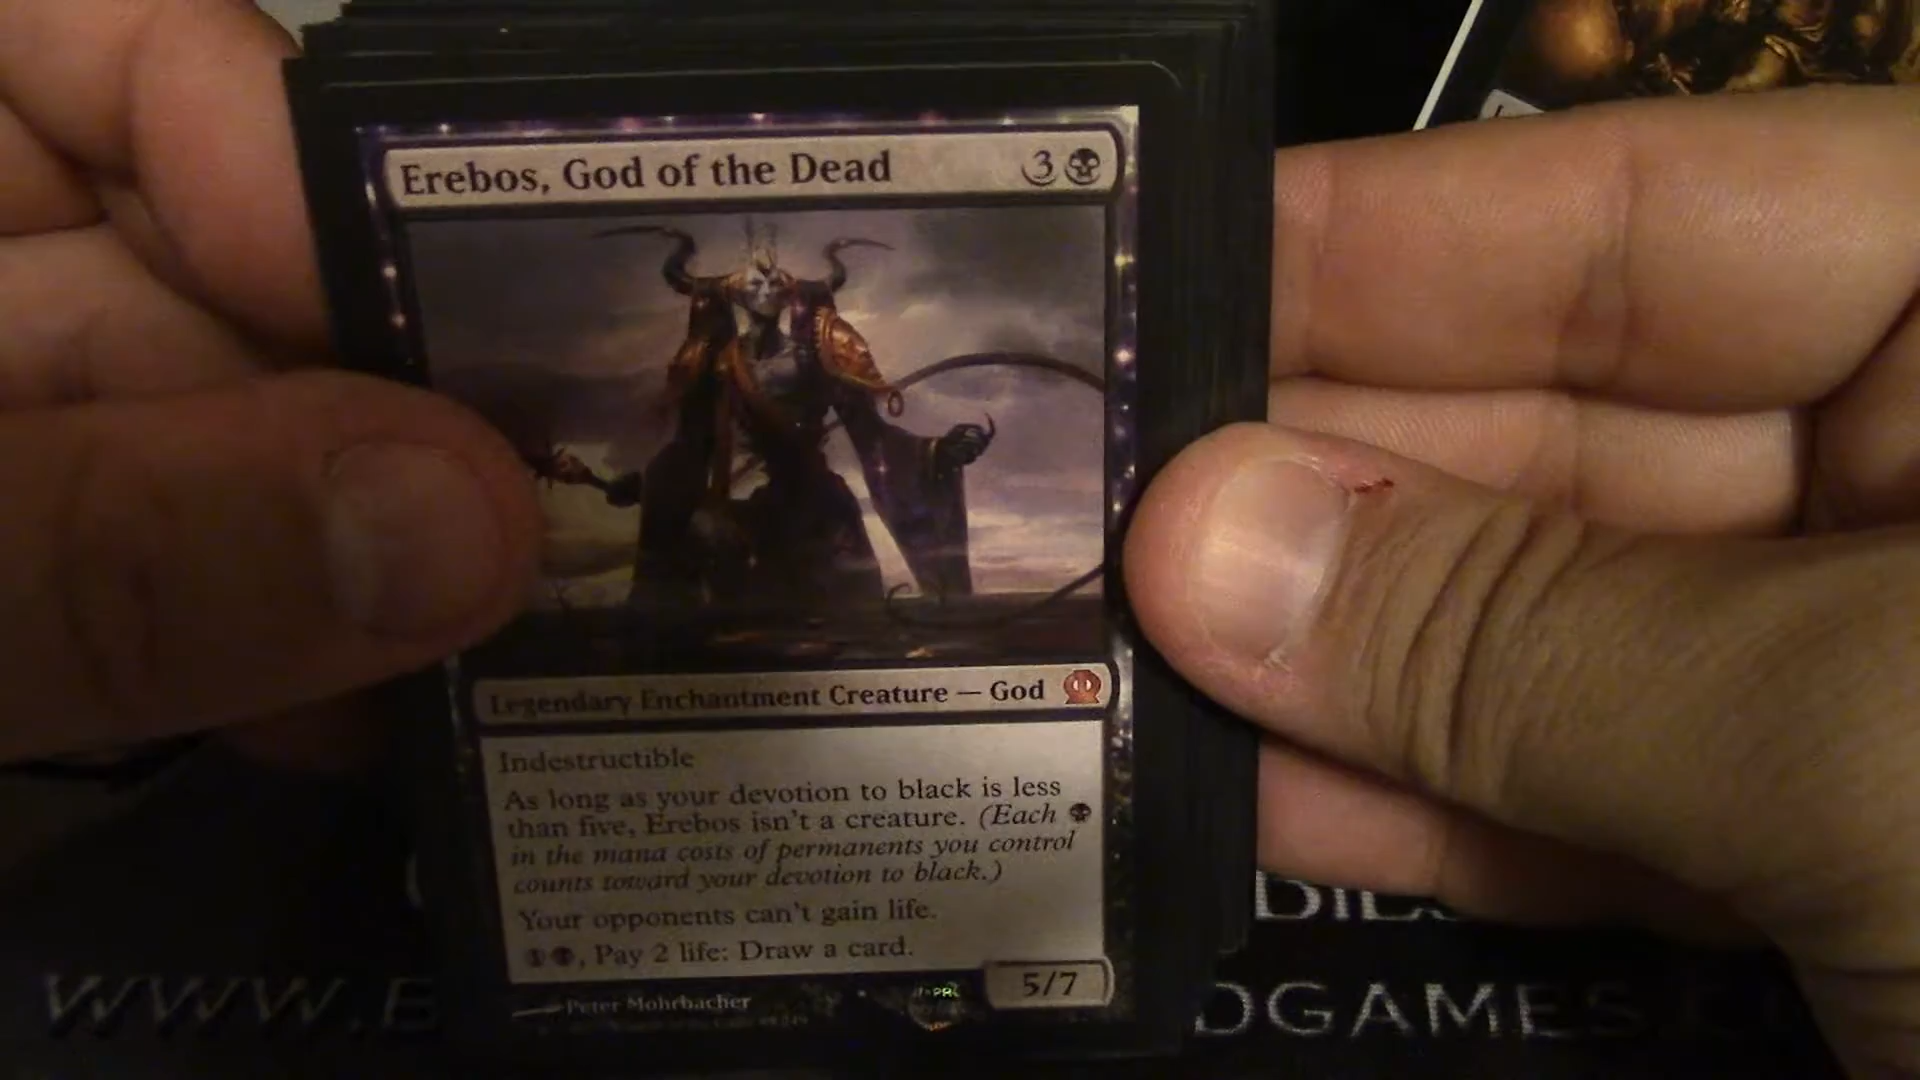 Erebos, God of the Dead 3
Legendary Enchantment Creature — God
Indestructible
As long as your devotion to black is less
than five, Erebos isn't a creature. (Each
in the mana costs of permanents you control
counts toward your devotion to black.)
Your opponents can't gain life.
1, Pay 2 life: Draw a card.
5/7
Peter Mohrbacher
WWW.E DGAMES.C